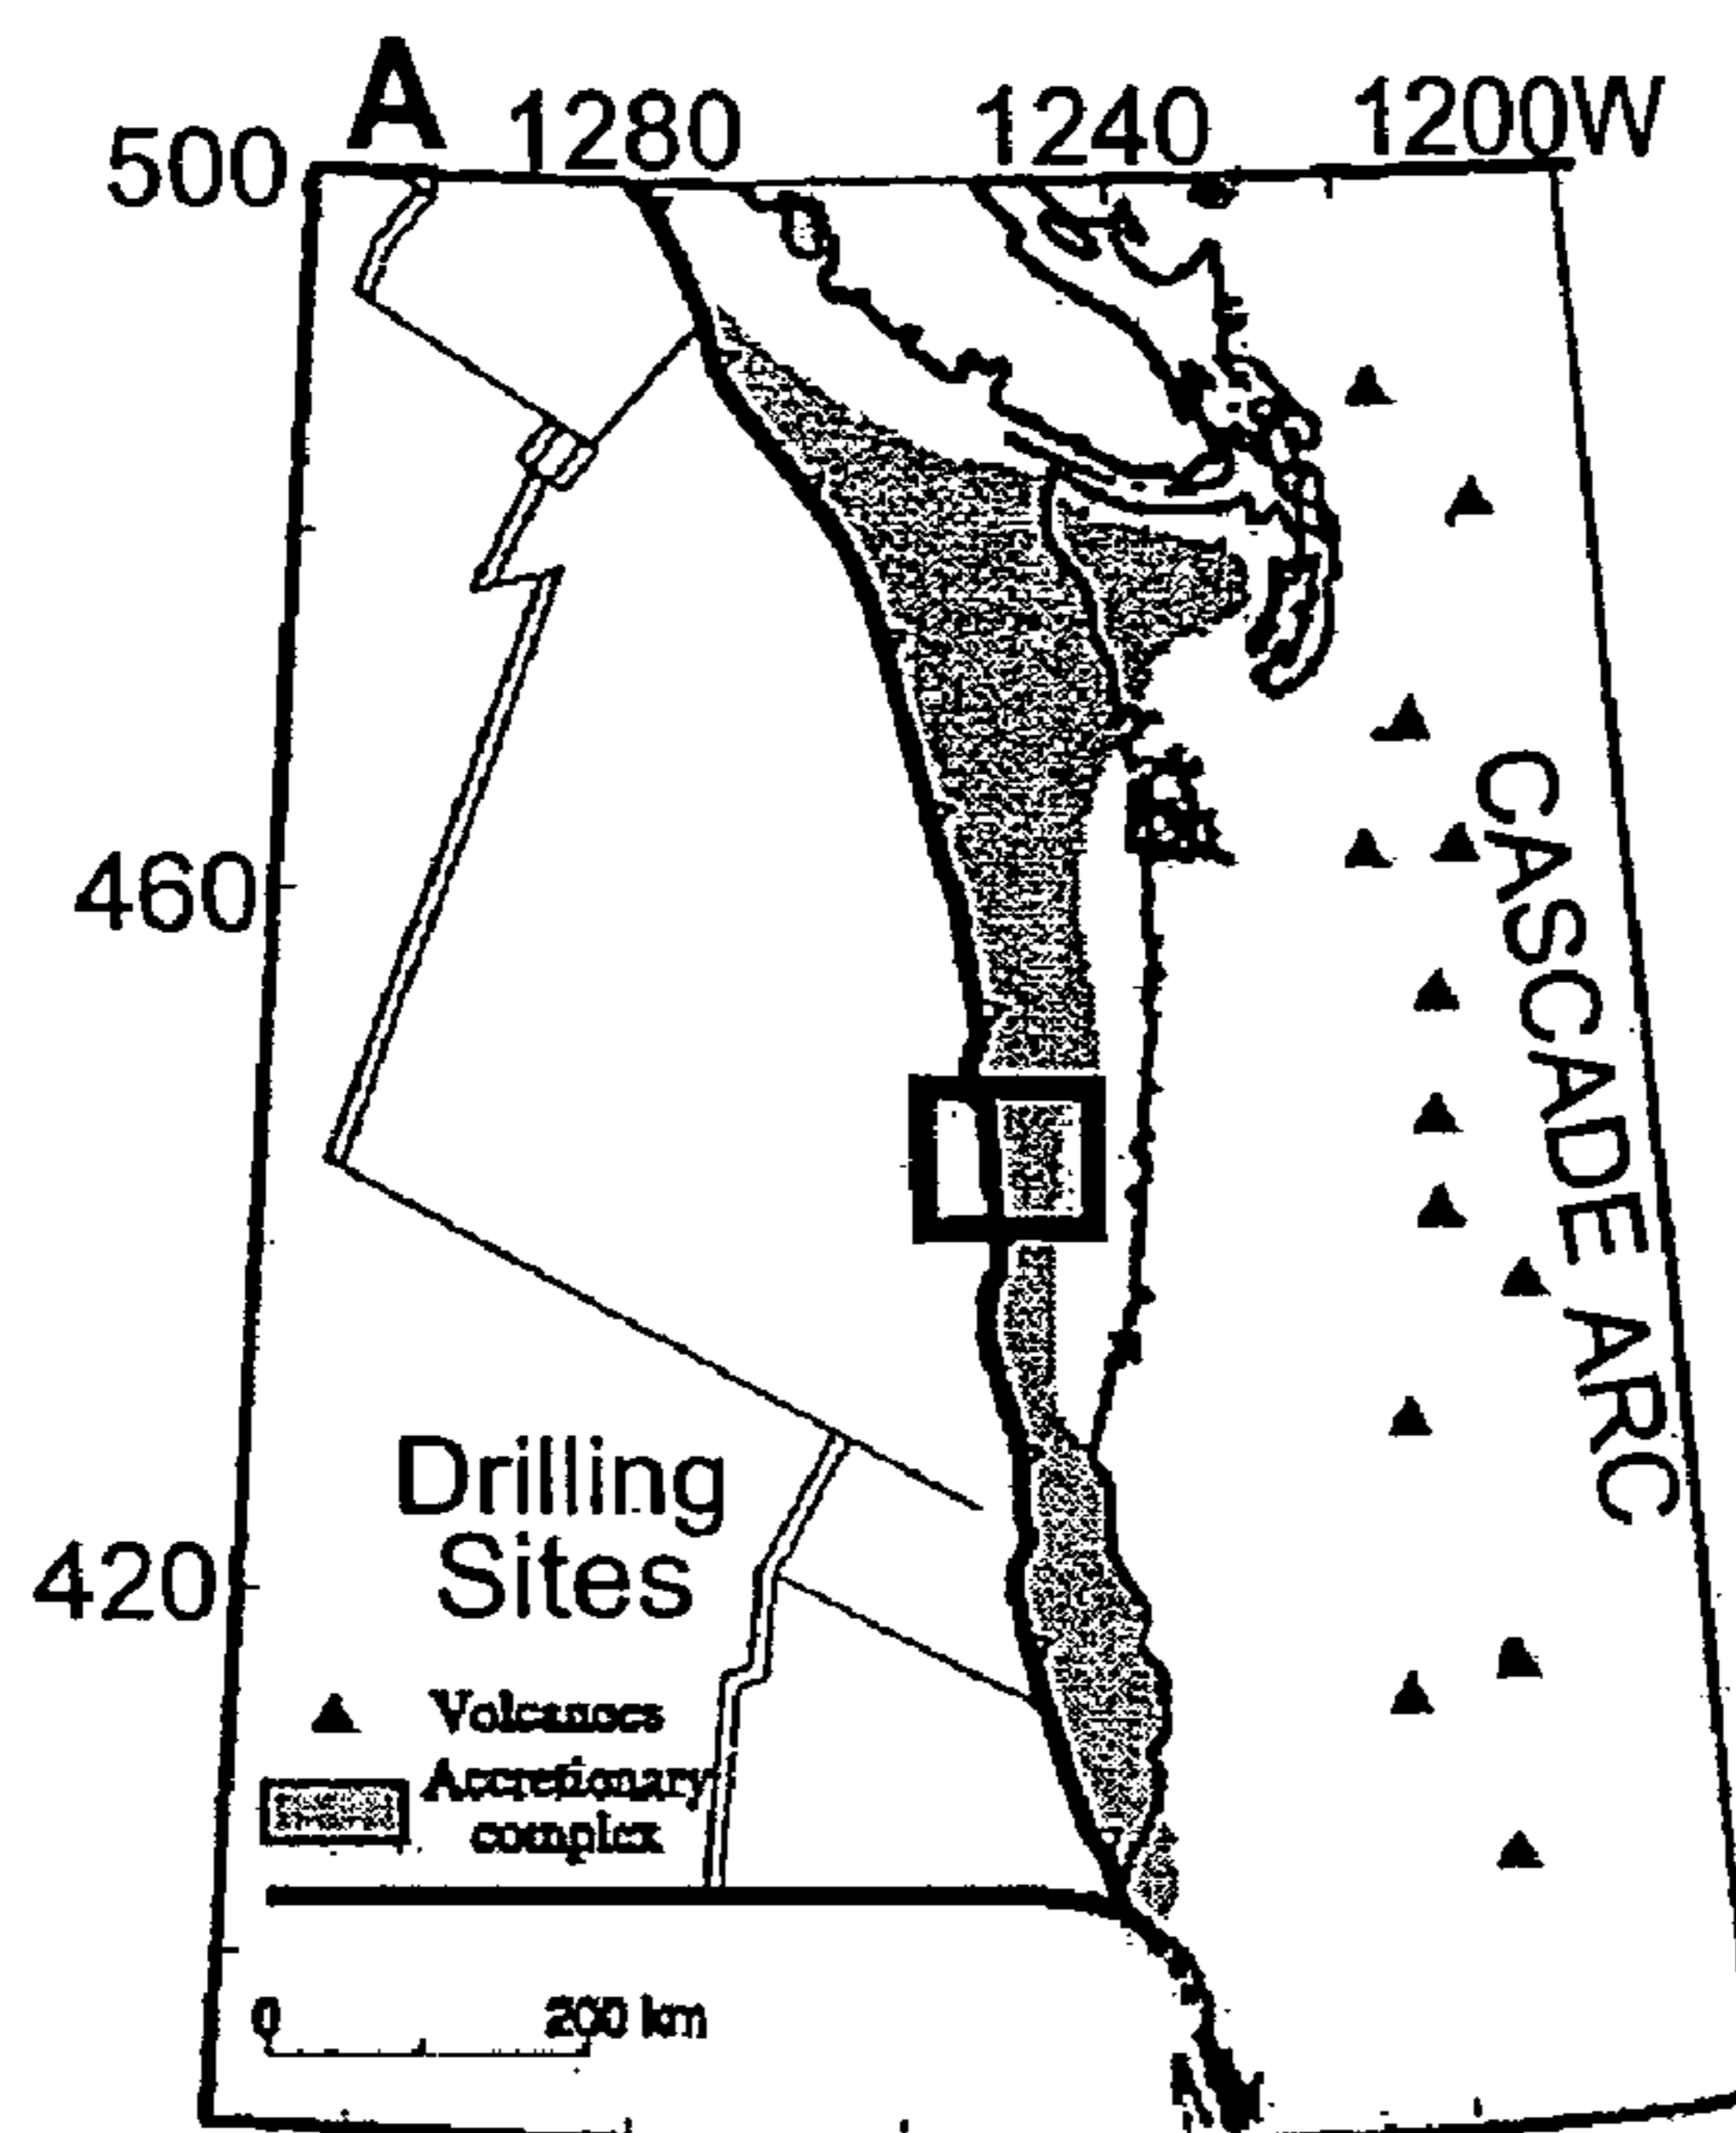 A
1280 1240 1200W
500
460
420
CASCADE ARC
Drilling
Sites
Volcanoes
Accretionary
complex
0 200 km